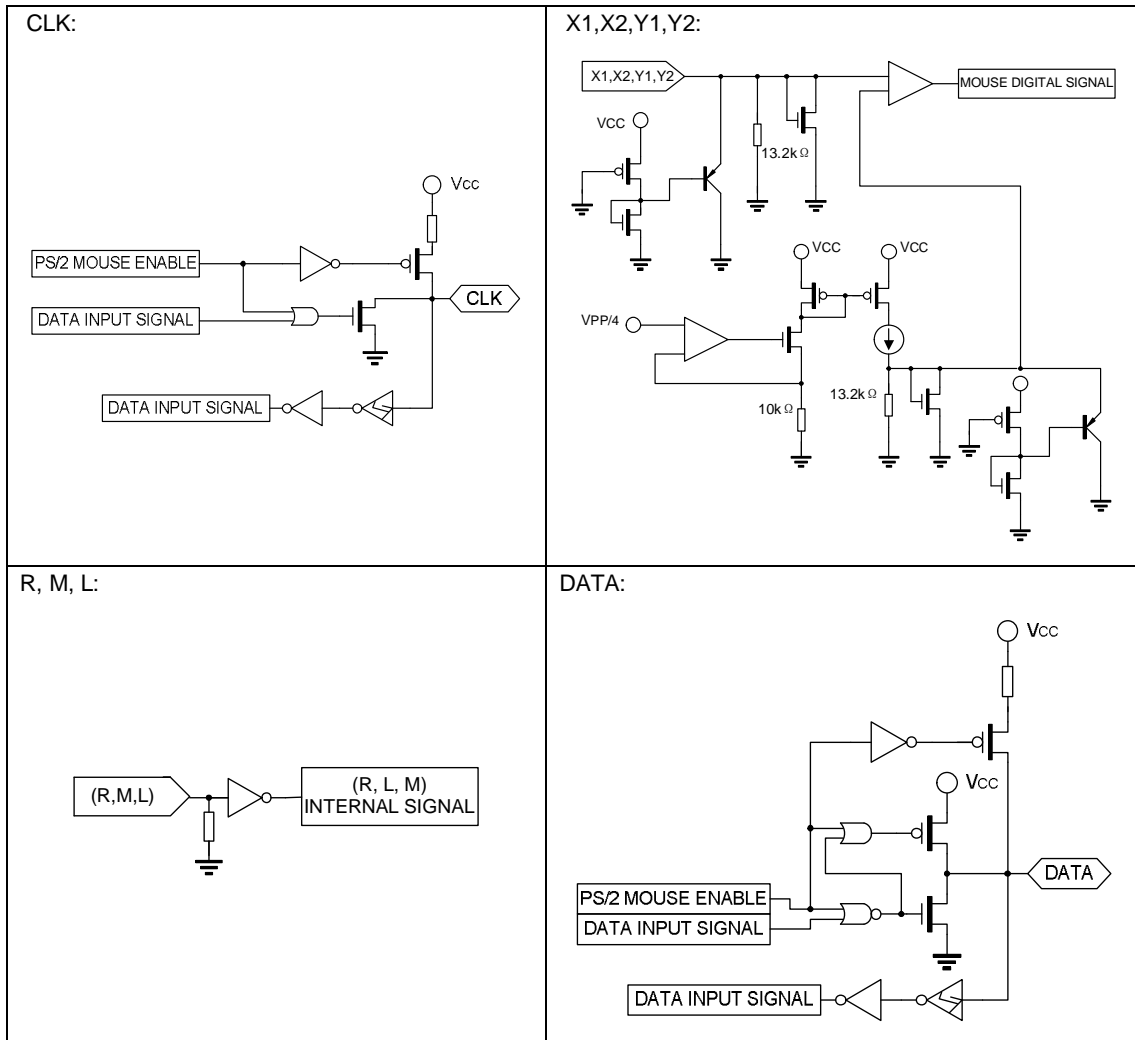 CLK:
VCC
PS/2 MOUSE ENABLE
DATA INPUT SIGNAL
CLK
DATA INPUT SIGNAL
X1,X2,Y1,Y2:
X1,X2,Y1,Y2
MOUSE DIGITAL SIGNAL
VCC
13.2kΩ
VCC
VCC
VPP/4
10kΩ
13.2kΩ
R, M, L:
(R,M,L)
(R, L, M)
INTERNAL SIGNAL
DATA:
VCC
VCC
DATA
PS/2 MOUSE ENABLE
DATA INPUT SIGNAL
DATA INPUT SIGNAL